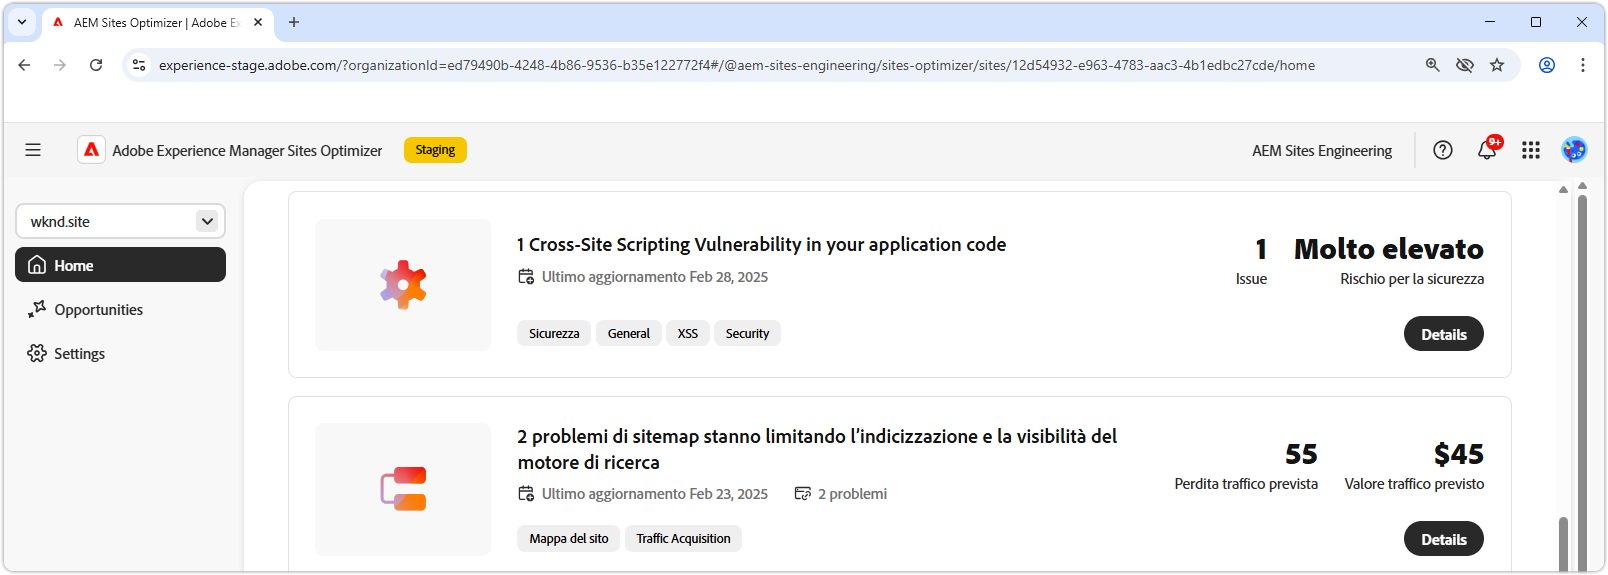 AEM Sites Optimizer | Adobe Ex
experience-stage.adobe.com/?organizationId=ed79490b-4248-4b86-9536-b35e122772f4#/@aem-sites-engineering/sites-optimizer/sites/12d54932-e963-4783-aac3-4b1edbc27cde/home
Adobe Experience Manager Sites Optimizer
Staging
AEM Sites Engineering
9+
wknd.site
Home
Opportunities
Settings
1 Cross-Site Scripting Vulnerability in your application code
Ultimo aggiornamento Feb 28, 2025
1
Issue
Molto elevato
Rischio per la sicurezza
Sicurezza
General
XSS
Security
Details
2 problemi di sitemap stanno limitando l’indicizzazione e la visibilità del
motore di ricerca
Ultimo aggiornamento Feb 23, 2025
2 problemi
55
Perdita traffico prevista
$45
Valore traffico previsto
Mappa del sito
Traffic Acquisition
Details